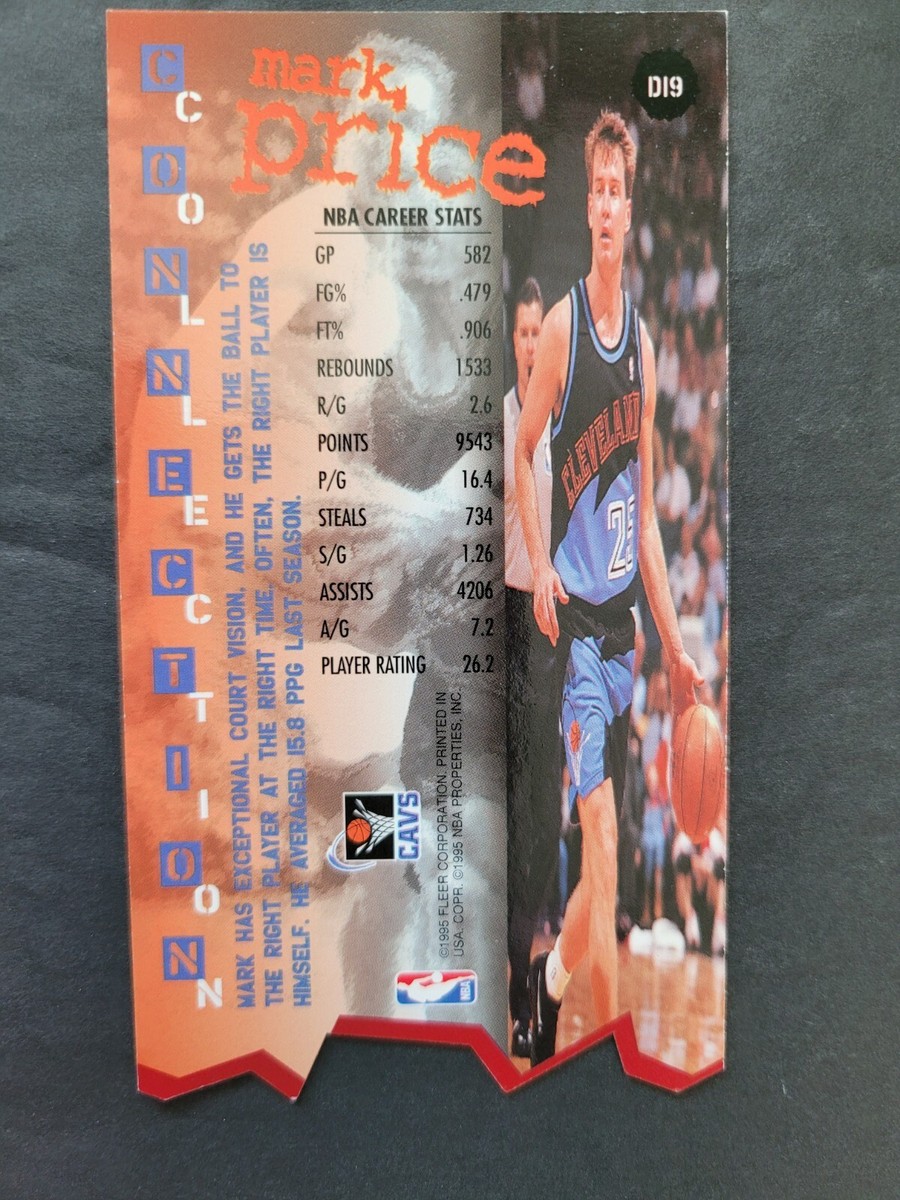 D19
mark
price
NBA CAREER STATS
GP 582
FG% .479
FT% .906
REBOUNDS 1533
R/G 2.6
POINTS 9543
P/G 16.4
STEALS 734
S/G 1.26
ASSISTS 4206
A/G 7.2
PLAYER RATING 26.2
CONNECTION
COLLECTION
MARK HAS EXCEPTIONAL COURT VISION, AND HE GETS THE BALL TO
THE RIGHT PLAYER AT THE RIGHT TIME. OFTEN, THE RIGHT PLAYER IS
HIMSELF. HE AVERAGED 15.8 PPG LAST SEASON.
CAVS
©1995 FLEER CORPORATION. PRINTED IN
USA. COPR. ©1995 NBA PROPERTIES, INC.
NBA
CLEVELAND
25